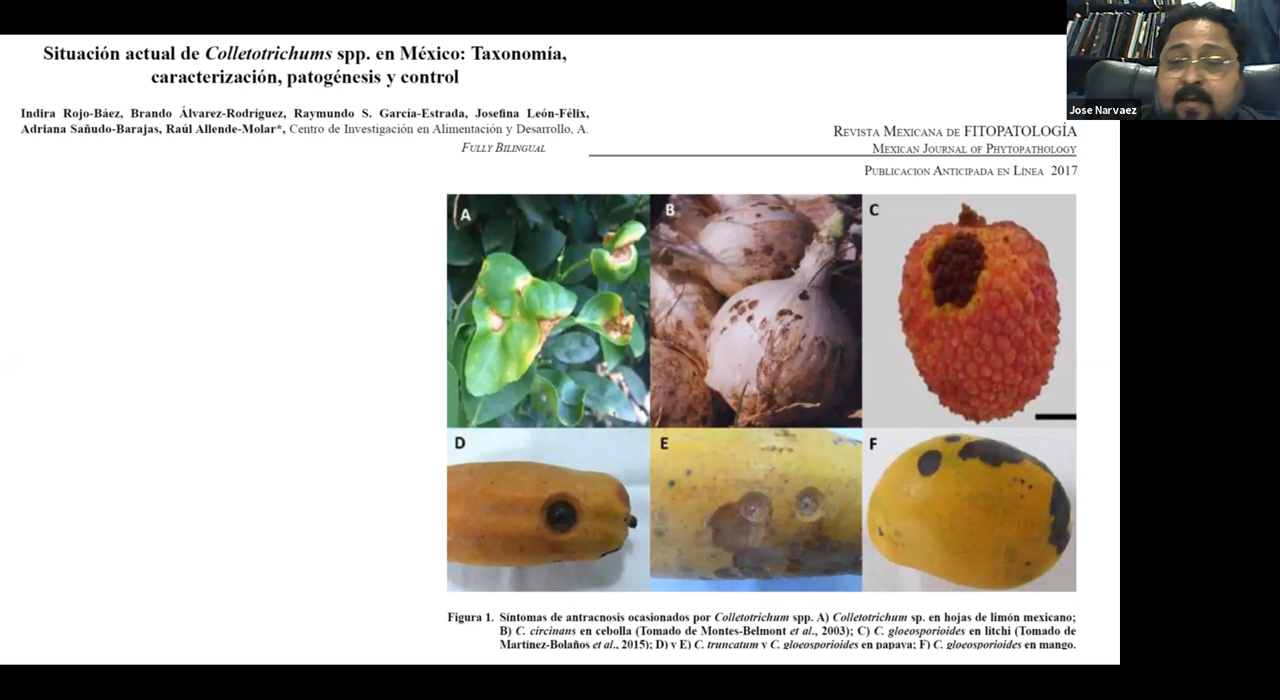 Situación actual de Colletotrichums spp. en México: Taxonomía,
caracterización, patogénesis y control
Indira Rojo-Báez, Brando Álvarez-Rodríguez, Raymundo S. García-Estrada, Josefina León-Félix,
Adriana Sañudo-Barajas, Raúl Allende-Molar*, Centro de Investigación en Alimentación y Desarrollo, A.
FULLY BILINGUAL
REVISTA MEXICANA DE FITOPATOLOGÍA
MEXICAN JOURNAL OF PHYTOPATHOLOGY
PUBLICACION ANTICIPADA EN LÍNEA 2017
Jose Narvaez
A
B
C
D
E
F
Figura 1. Síntomas de antracnosis ocasionados por Colletotrichum spp. A) Colletotrichum sp. en hojas de limón mexicano;
B) C. circinans en cebolla (Tomado de Montes-Belmont et al., 2003); C) C. gloeosporioides en litchi (Tomado de
Martínez-Bolaños et al., 2015); D) y E) C. truncatum y C. gloeosporioides en papaya; F) C. gloeosporioides en mango.